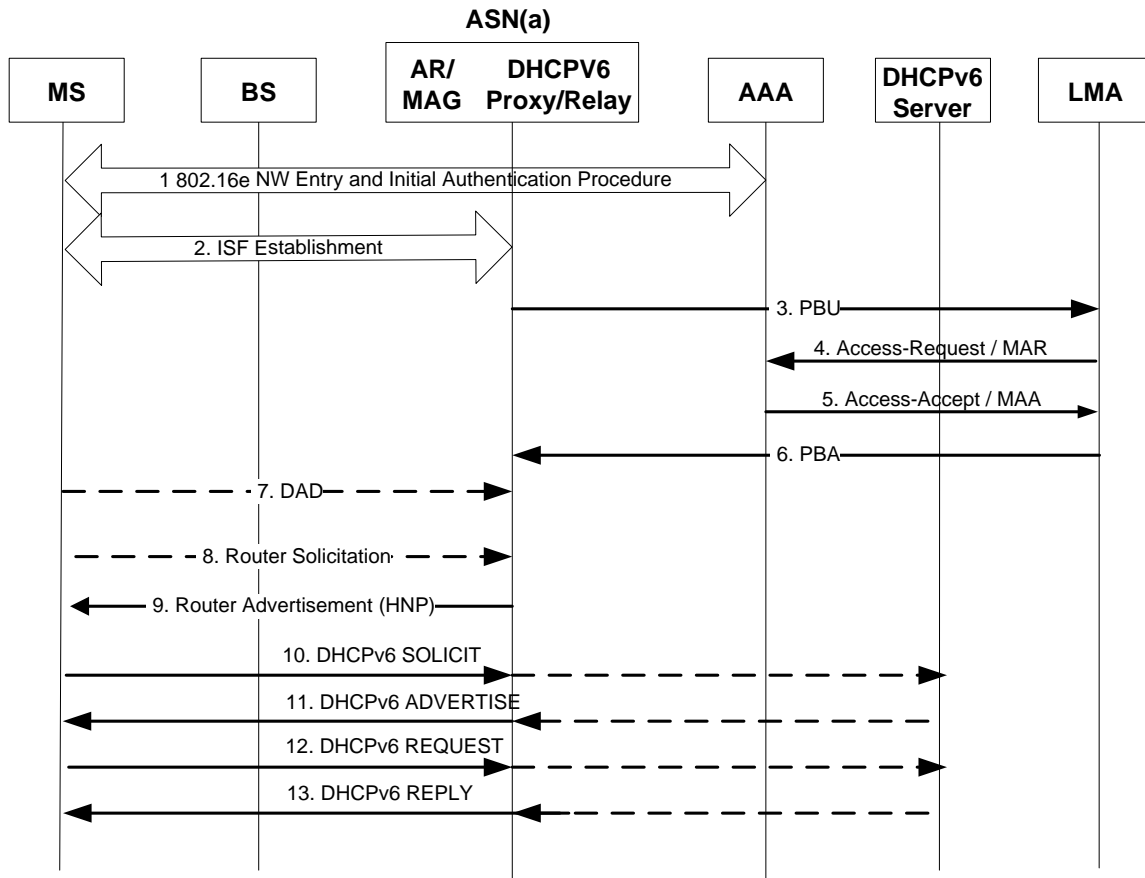 ASN(a)
MS
BS
AR/
MAG
DHCPV6
Proxy/Relay
AAA
DHCPv6
Server
LMA
1 802.16e NW Entry and Initial Authentication Procedure
2. ISF Establishment
3. PBU
4. Access-Request / MAR
5. Access-Accept / MAA
6. PBA
7. DAD
8. Router Solicitation
9. Router Advertisement (HNP)
10. DHCPv6 SOLICIT
11. DHCPv6 ADVERTISE
12. DHCPv6 REQUEST
13. DHCPv6 REPLY